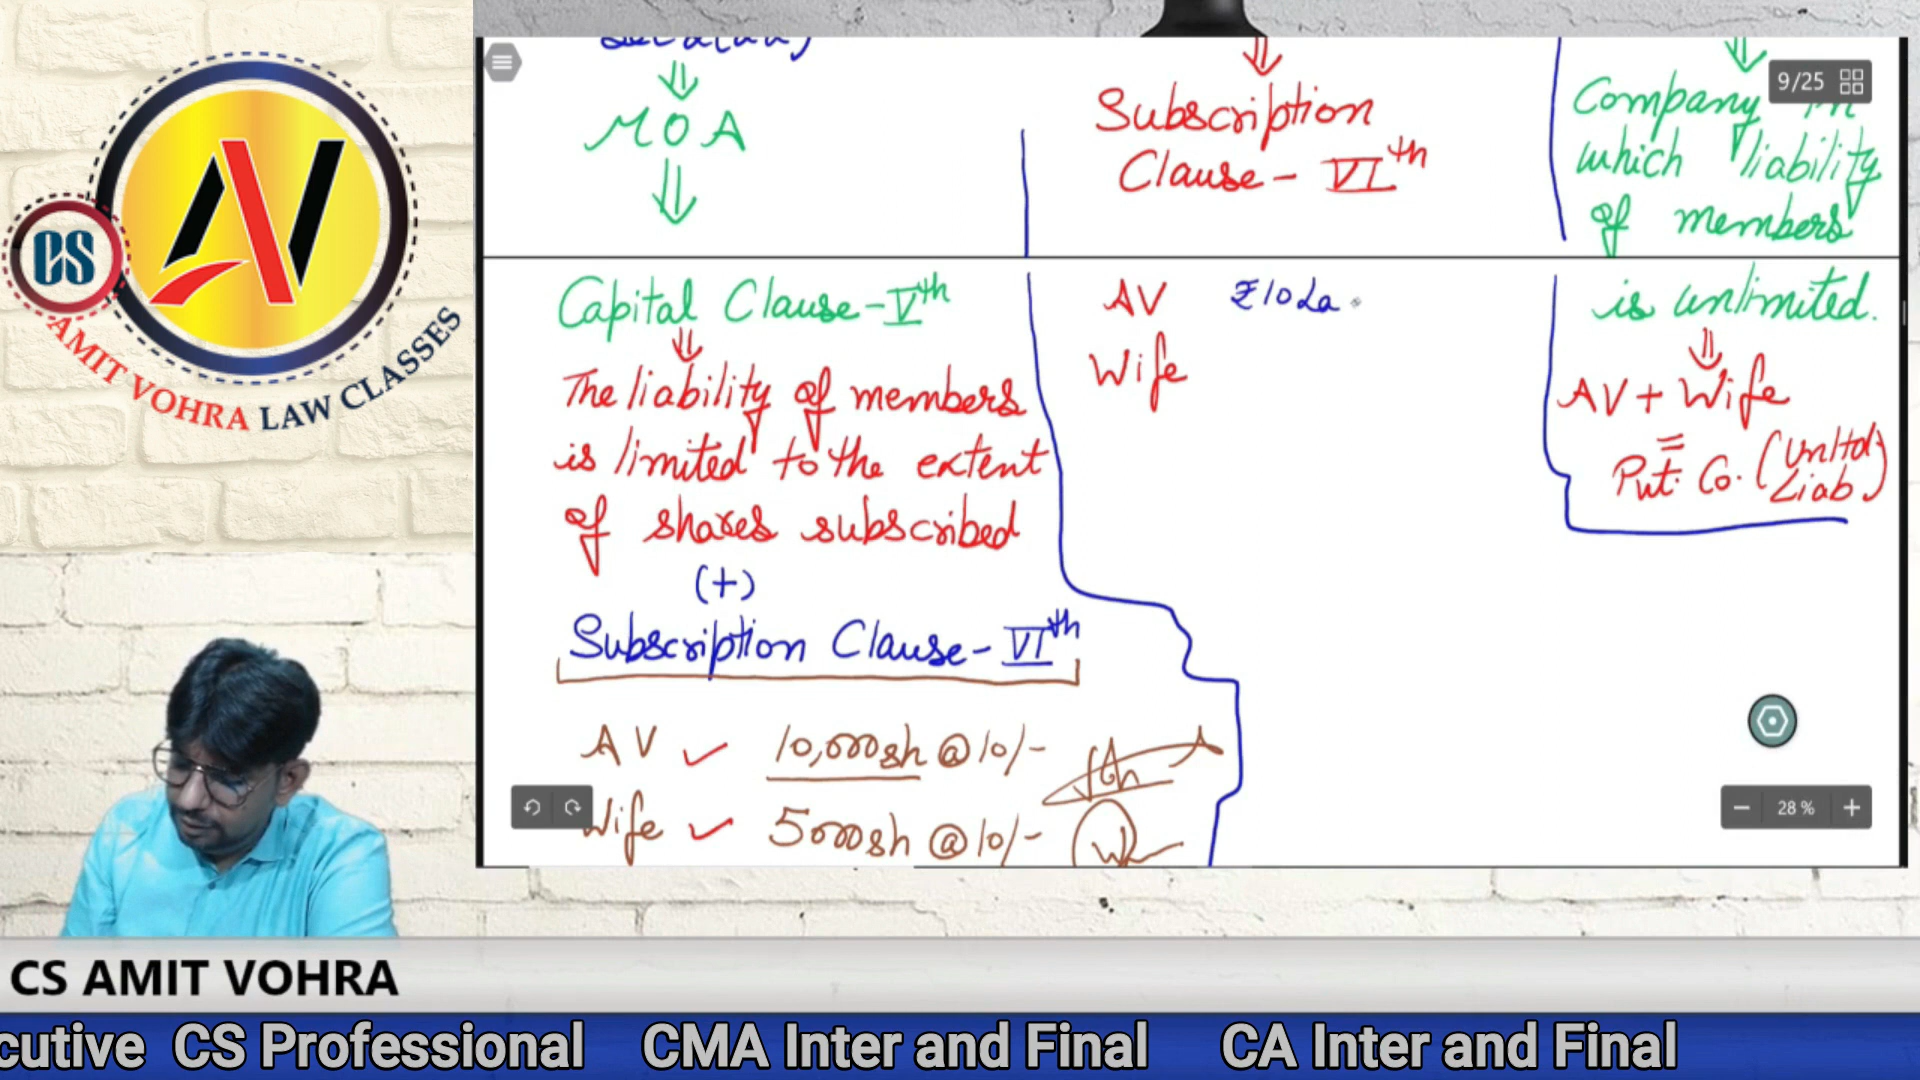 AV
CS
AMIT VOHRA LAW CLASSES
MOA
Capital Clause-Vth
The liability of members
is limited to the extent
of shares subscribed
(+)
Subscription Clause-VIth
AV ✓ 10,000sh @10/-
Wife ✓ 5000sh @10/-
Subscription
Clause- VIth
AV ₹10 La
Wife
9/25
Company in
which liability
of members
is unlimited.
AV + Wife
=
Pvt. Co. (Unltd
Liab)
28 %
CS AMIT VOHRA
cutive CS Professional CMA Inter and Final CA Inter and Final